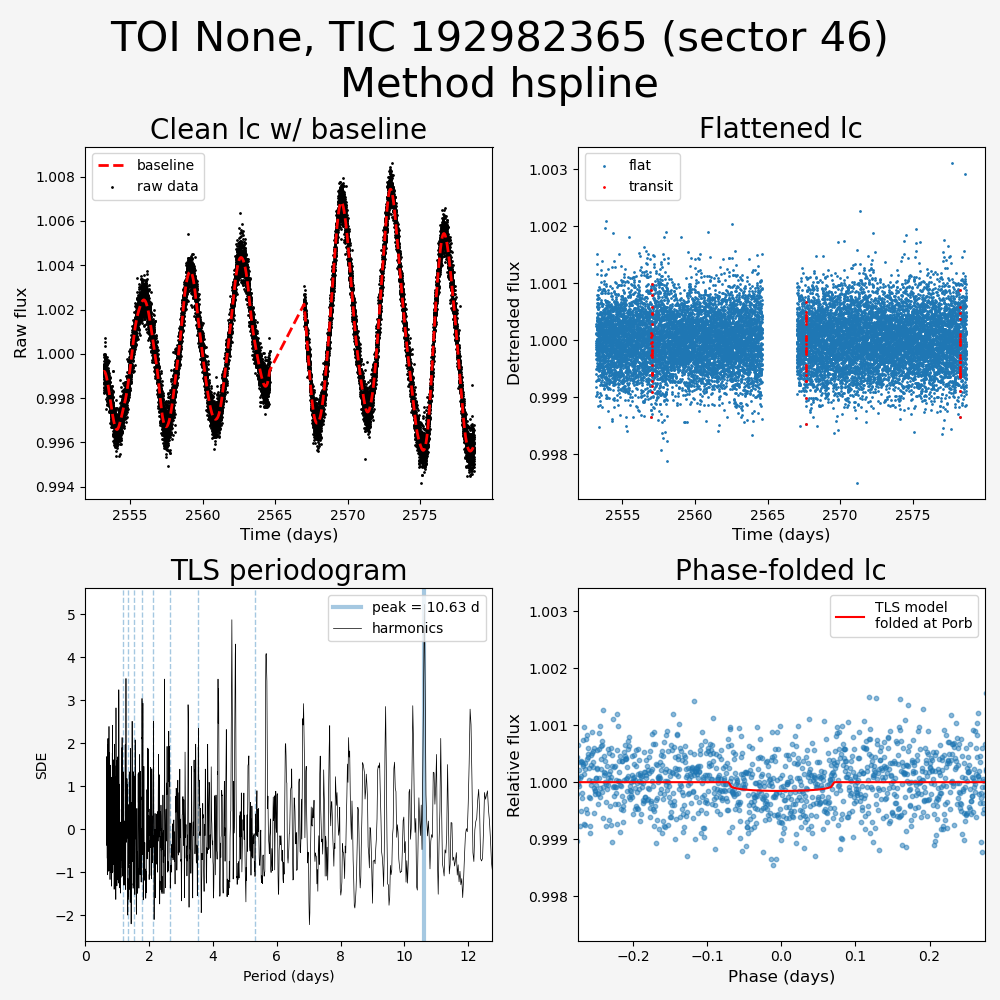 TOI None, TIC 192982365 (sector 46)
Method hspline
Clean lc w/ baseline
baseline
raw data
Raw flux
1.008
1.006
1.004
1.002
1.000
0.998
0.996
0.994
2555
2560
2565
2570
2575
Time (days)
Flattened lc
flat
transit
Detrended flux
1.003
1.002
1.001
1.000
0.999
0.998
2555
2560
2565
2570
2575
Time (days)
TLS periodogram
peak = 10.63 d
harmonics
SDE
5
4
3
2
1
0
−1
−2
0
2
4
6
8
10
12
Period (days)
Phase-folded lc
TLS model
folded at Porb
Relative flux
1.003
1.002
1.001
1.000
0.999
0.998
−0.2
−0.1
0.0
0.1
0.2
Phase (days)